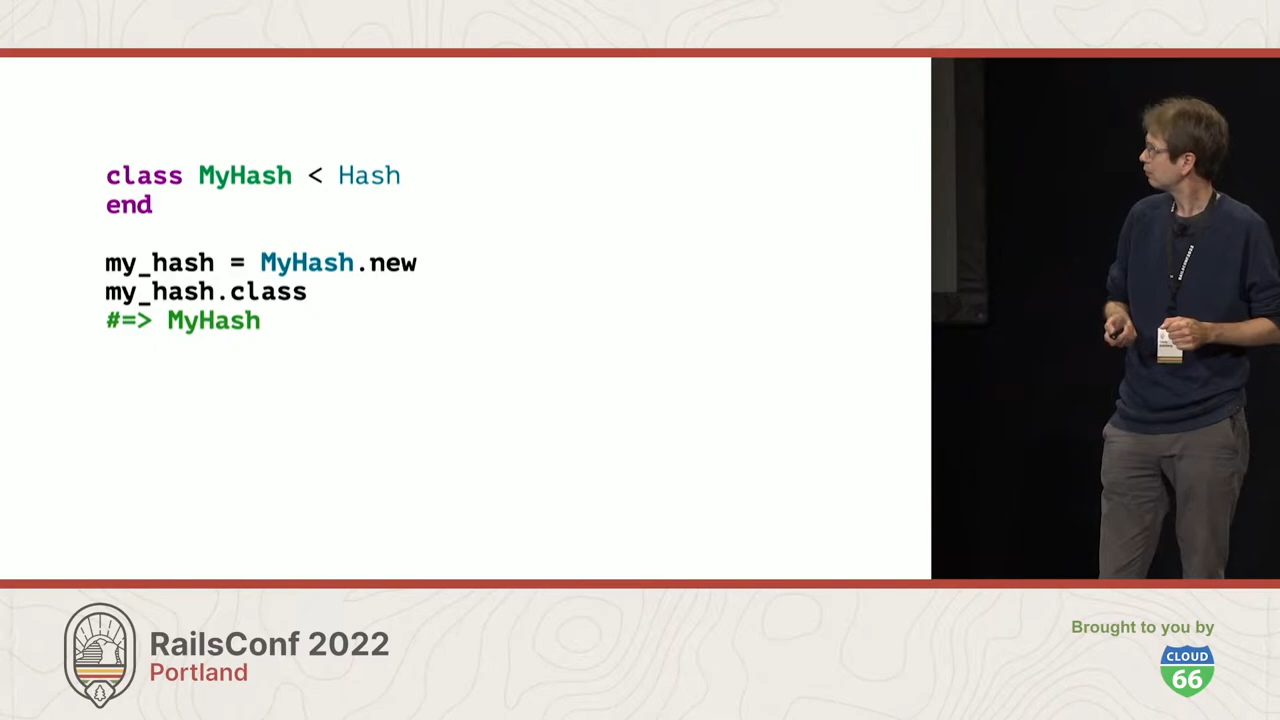 class MyHash < Hash
end
my_hash = MyHash.new
my_hash.class
#=> MyHash
RailsConf 2022
Portland
Brought to you by
CLOUD
66